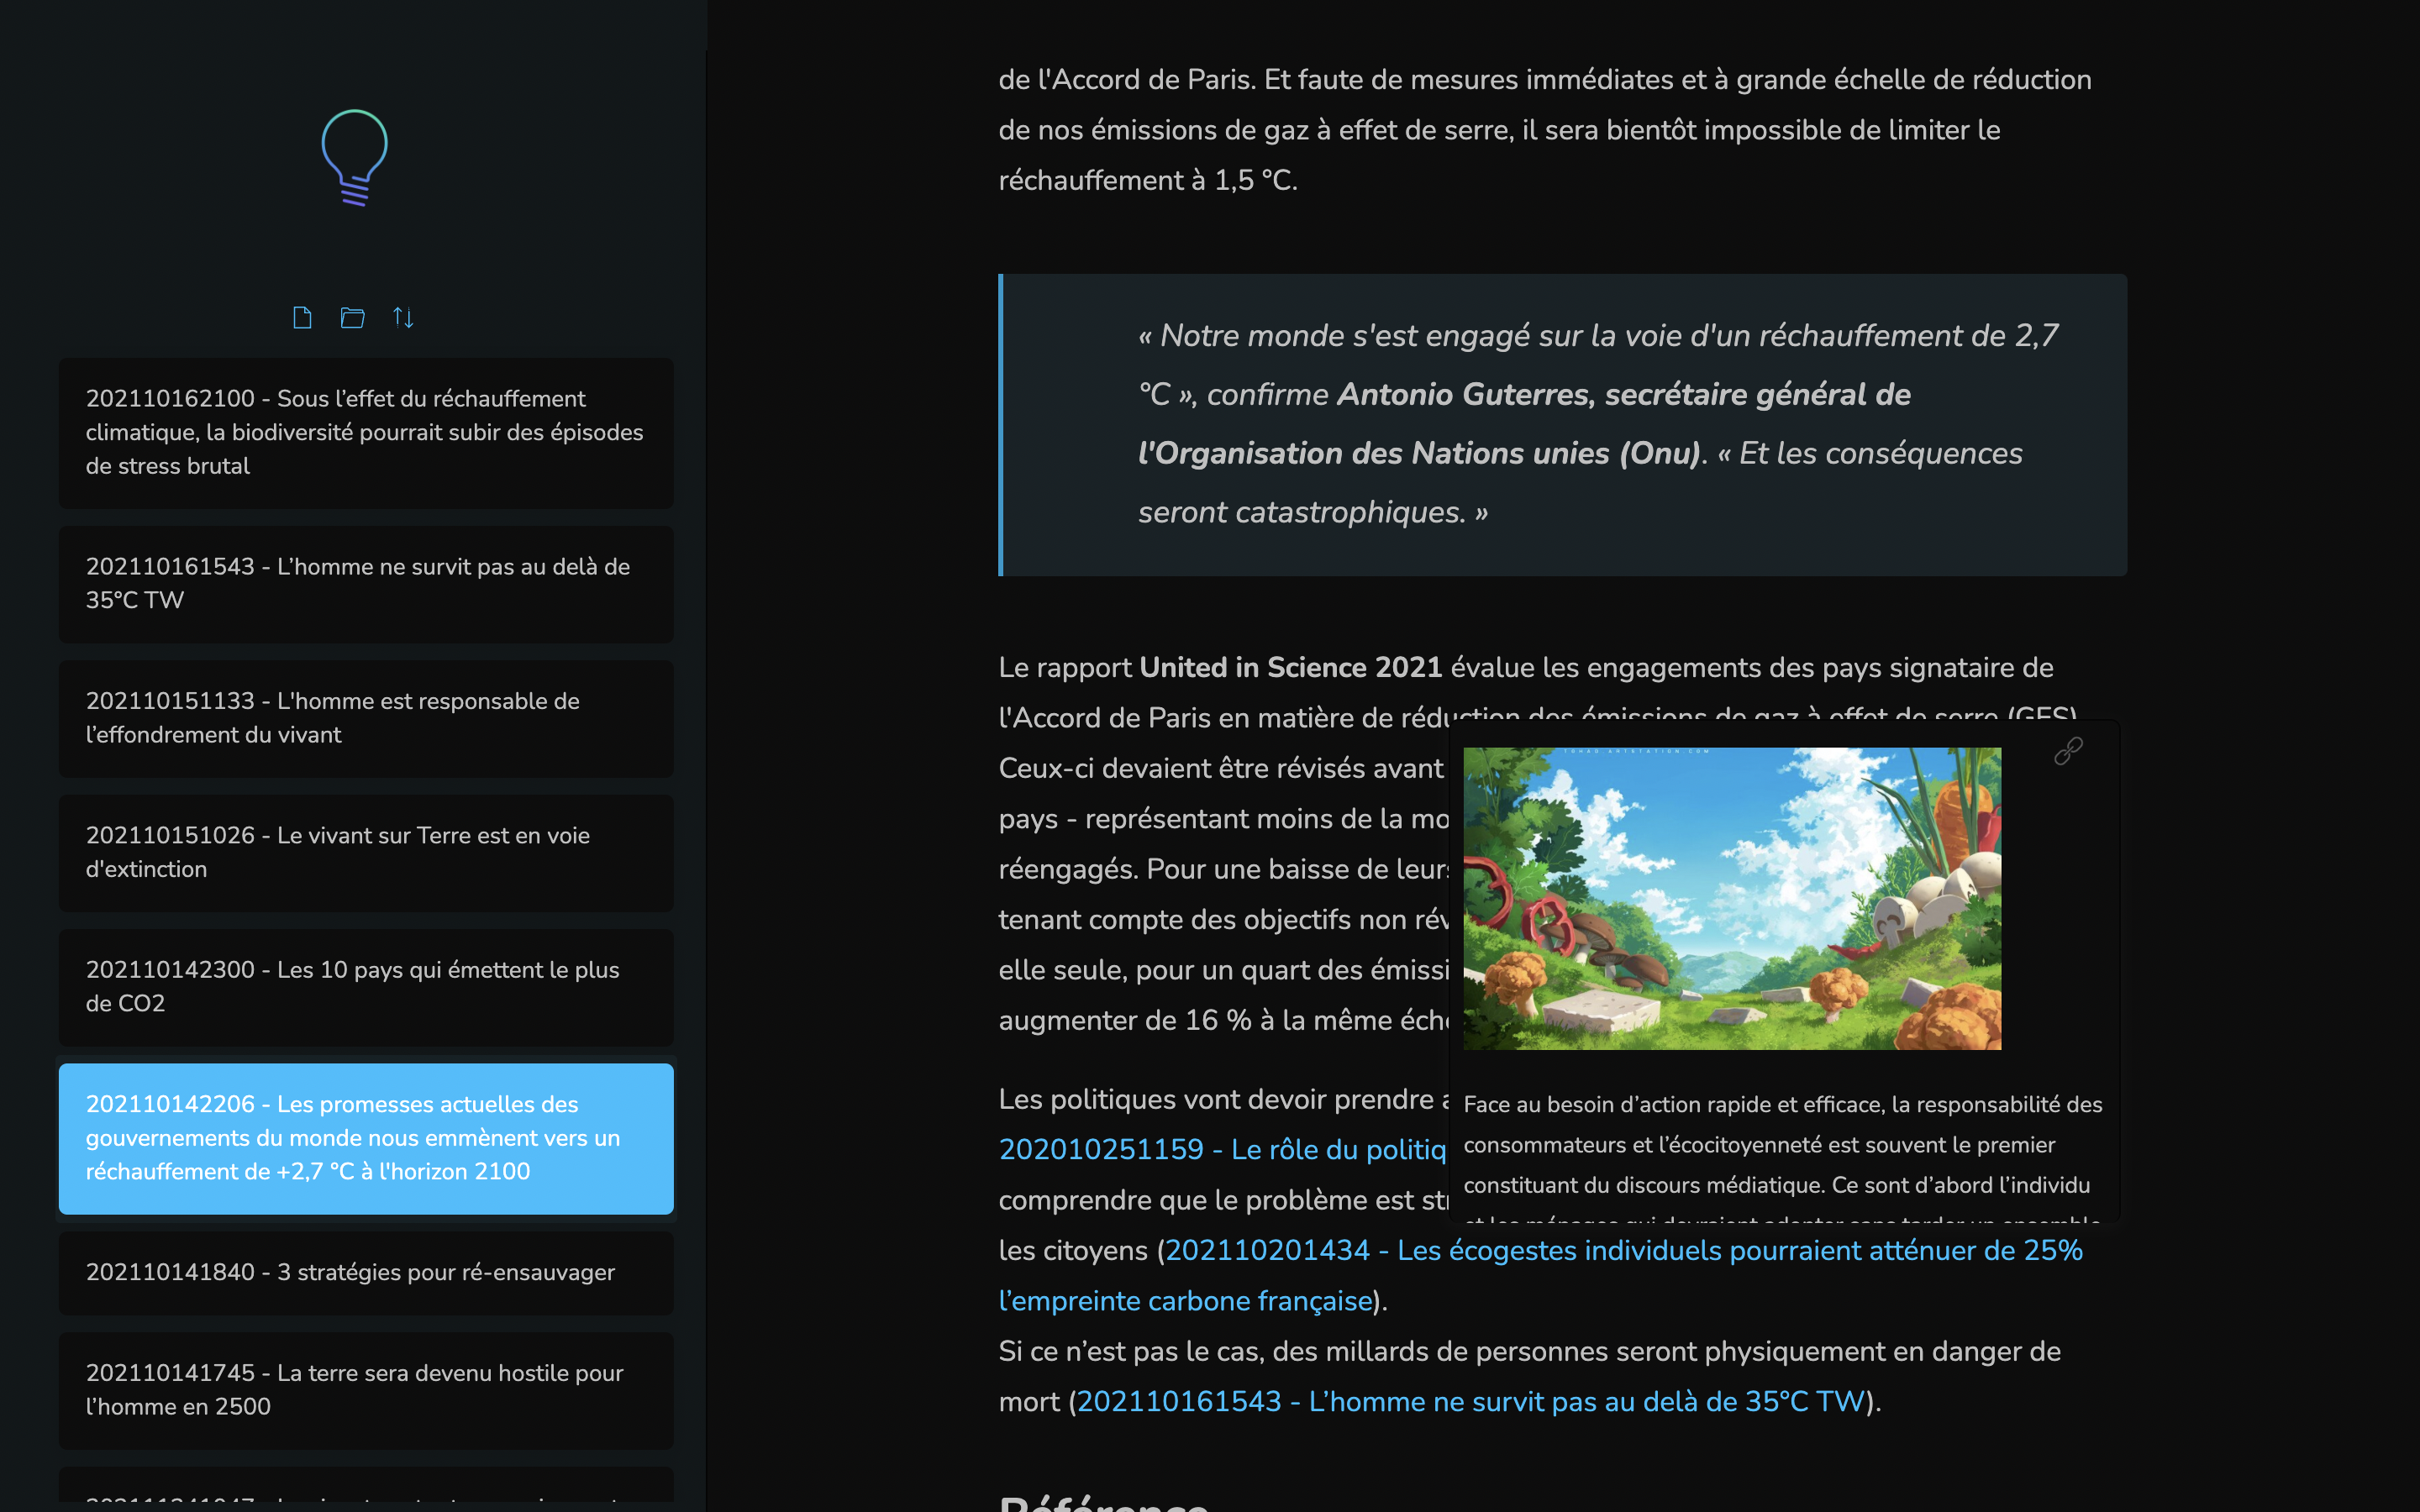 202110162100 - Sous l’effet du réchauffement
climatique, la biodiversité pourrait subir des épisodes
de stress brutal
202110161543 - L’homme ne survit pas au delà de
35°C TW
202110151133 - L'homme est responsable de
l’effondrement du vivant
202110151026 - Le vivant sur Terre est en voie
d'extinction
202110142300 - Les 10 pays qui émettent le plus
de CO2
202110142206 - Les promesses actuelles des
gouvernements du monde nous emmènent vers un
réchauffement de +2,7 °C à l'horizon 2100
202110141840 - 3 stratégies pour ré-ensauvager
202110141745 - La terre sera devenu hostile pour
l’homme en 2500
de l'Accord de Paris. Et faute de mesures immédiates et à grande échelle de réduction
de nos émissions de gaz à effet de serre, il sera bientôt impossible de limiter le
réchauffement à 1,5 °C.
« Notre monde s'est engagé sur la voie d'un réchauffement de 2,7
°C », confirme Antonio Guterres, secrétaire général de
l'Organisation des Nations unies (Onu). « Et les conséquences
seront catastrophiques. »
Le rapport United in Science 2021 évalue les engagements des pays signataire de
l'Accord de Paris en matière de réduction des émissions de gaz à effet de serre (GES)
Ceux-ci devaient être révisés avant
pays - représentant moins de la mo
réengagés. Pour une baisse de leurs
tenant compte des objectifs non rév
elle seule, pour un quart des émissi
augmenter de 16 % à la même éch
Les politiques vont devoir prendre a
202010251159 - Le rôle du politiq
comprendre que le problème est st
les citoyens (202110201434 - Les écogestes individuels pourraient atténuer de 25%
l’empreinte carbone française).
Si ce n’est pas le cas, des millards de personnes seront physiquement en danger de
mort (202110161543 - L’homme ne survit pas au delà de 35°C TW).
Référence
Face au besoin d’action rapide et efficace, la responsabilité des
consommateurs et l’écocitoyenneté est souvent le premier
constituant du discours médiatique. Ce sont d’abord l’individu
et les ménages qui devraient adopter sans tarder un ensemble